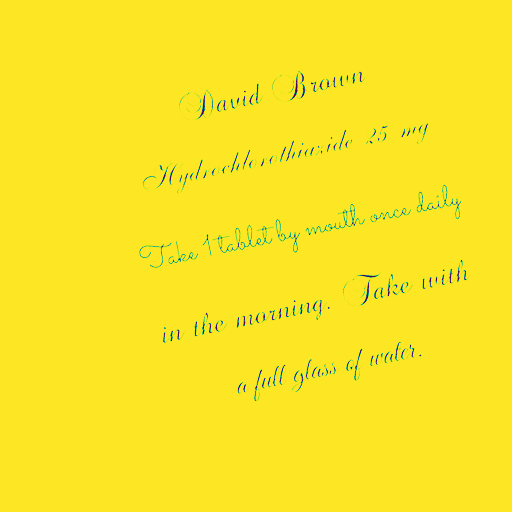 David Brown
Hydrochlorothiazide 25 mg
Take 1 tablet by mouth once daily
in the morning. Take with
a full glass of water.